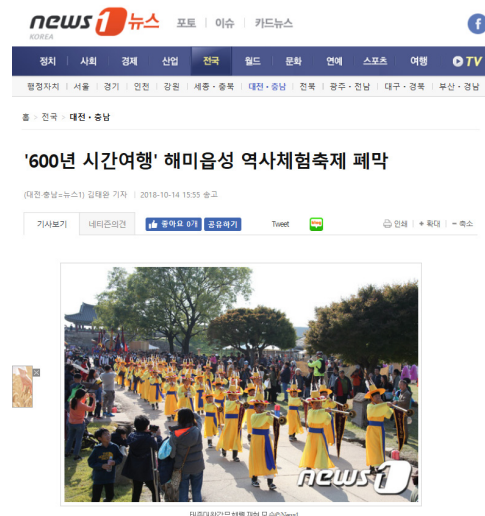 news1뉴스
KOREA
포토 이슈 카드뉴스
f
정치 사회 경제 산업 전국 월드 문화 연예 스포츠 여행 TV
행정자치 서울 경기 인천 강원 세종·충북 대전·충남 전북 광주·전남 대구·경북 부산·경남
홈 > 전국 > 대전·충남
'600년 시간여행' 해미읍성 역사체험축제 폐막
(대전·충남=뉴스1) 김태완 기자 | 2018-10-14 15:55 송고
기사보기 네티즌의견 좋아요 0개 공유하기 Tweet 인쇄 + 확대 - 축소
news1